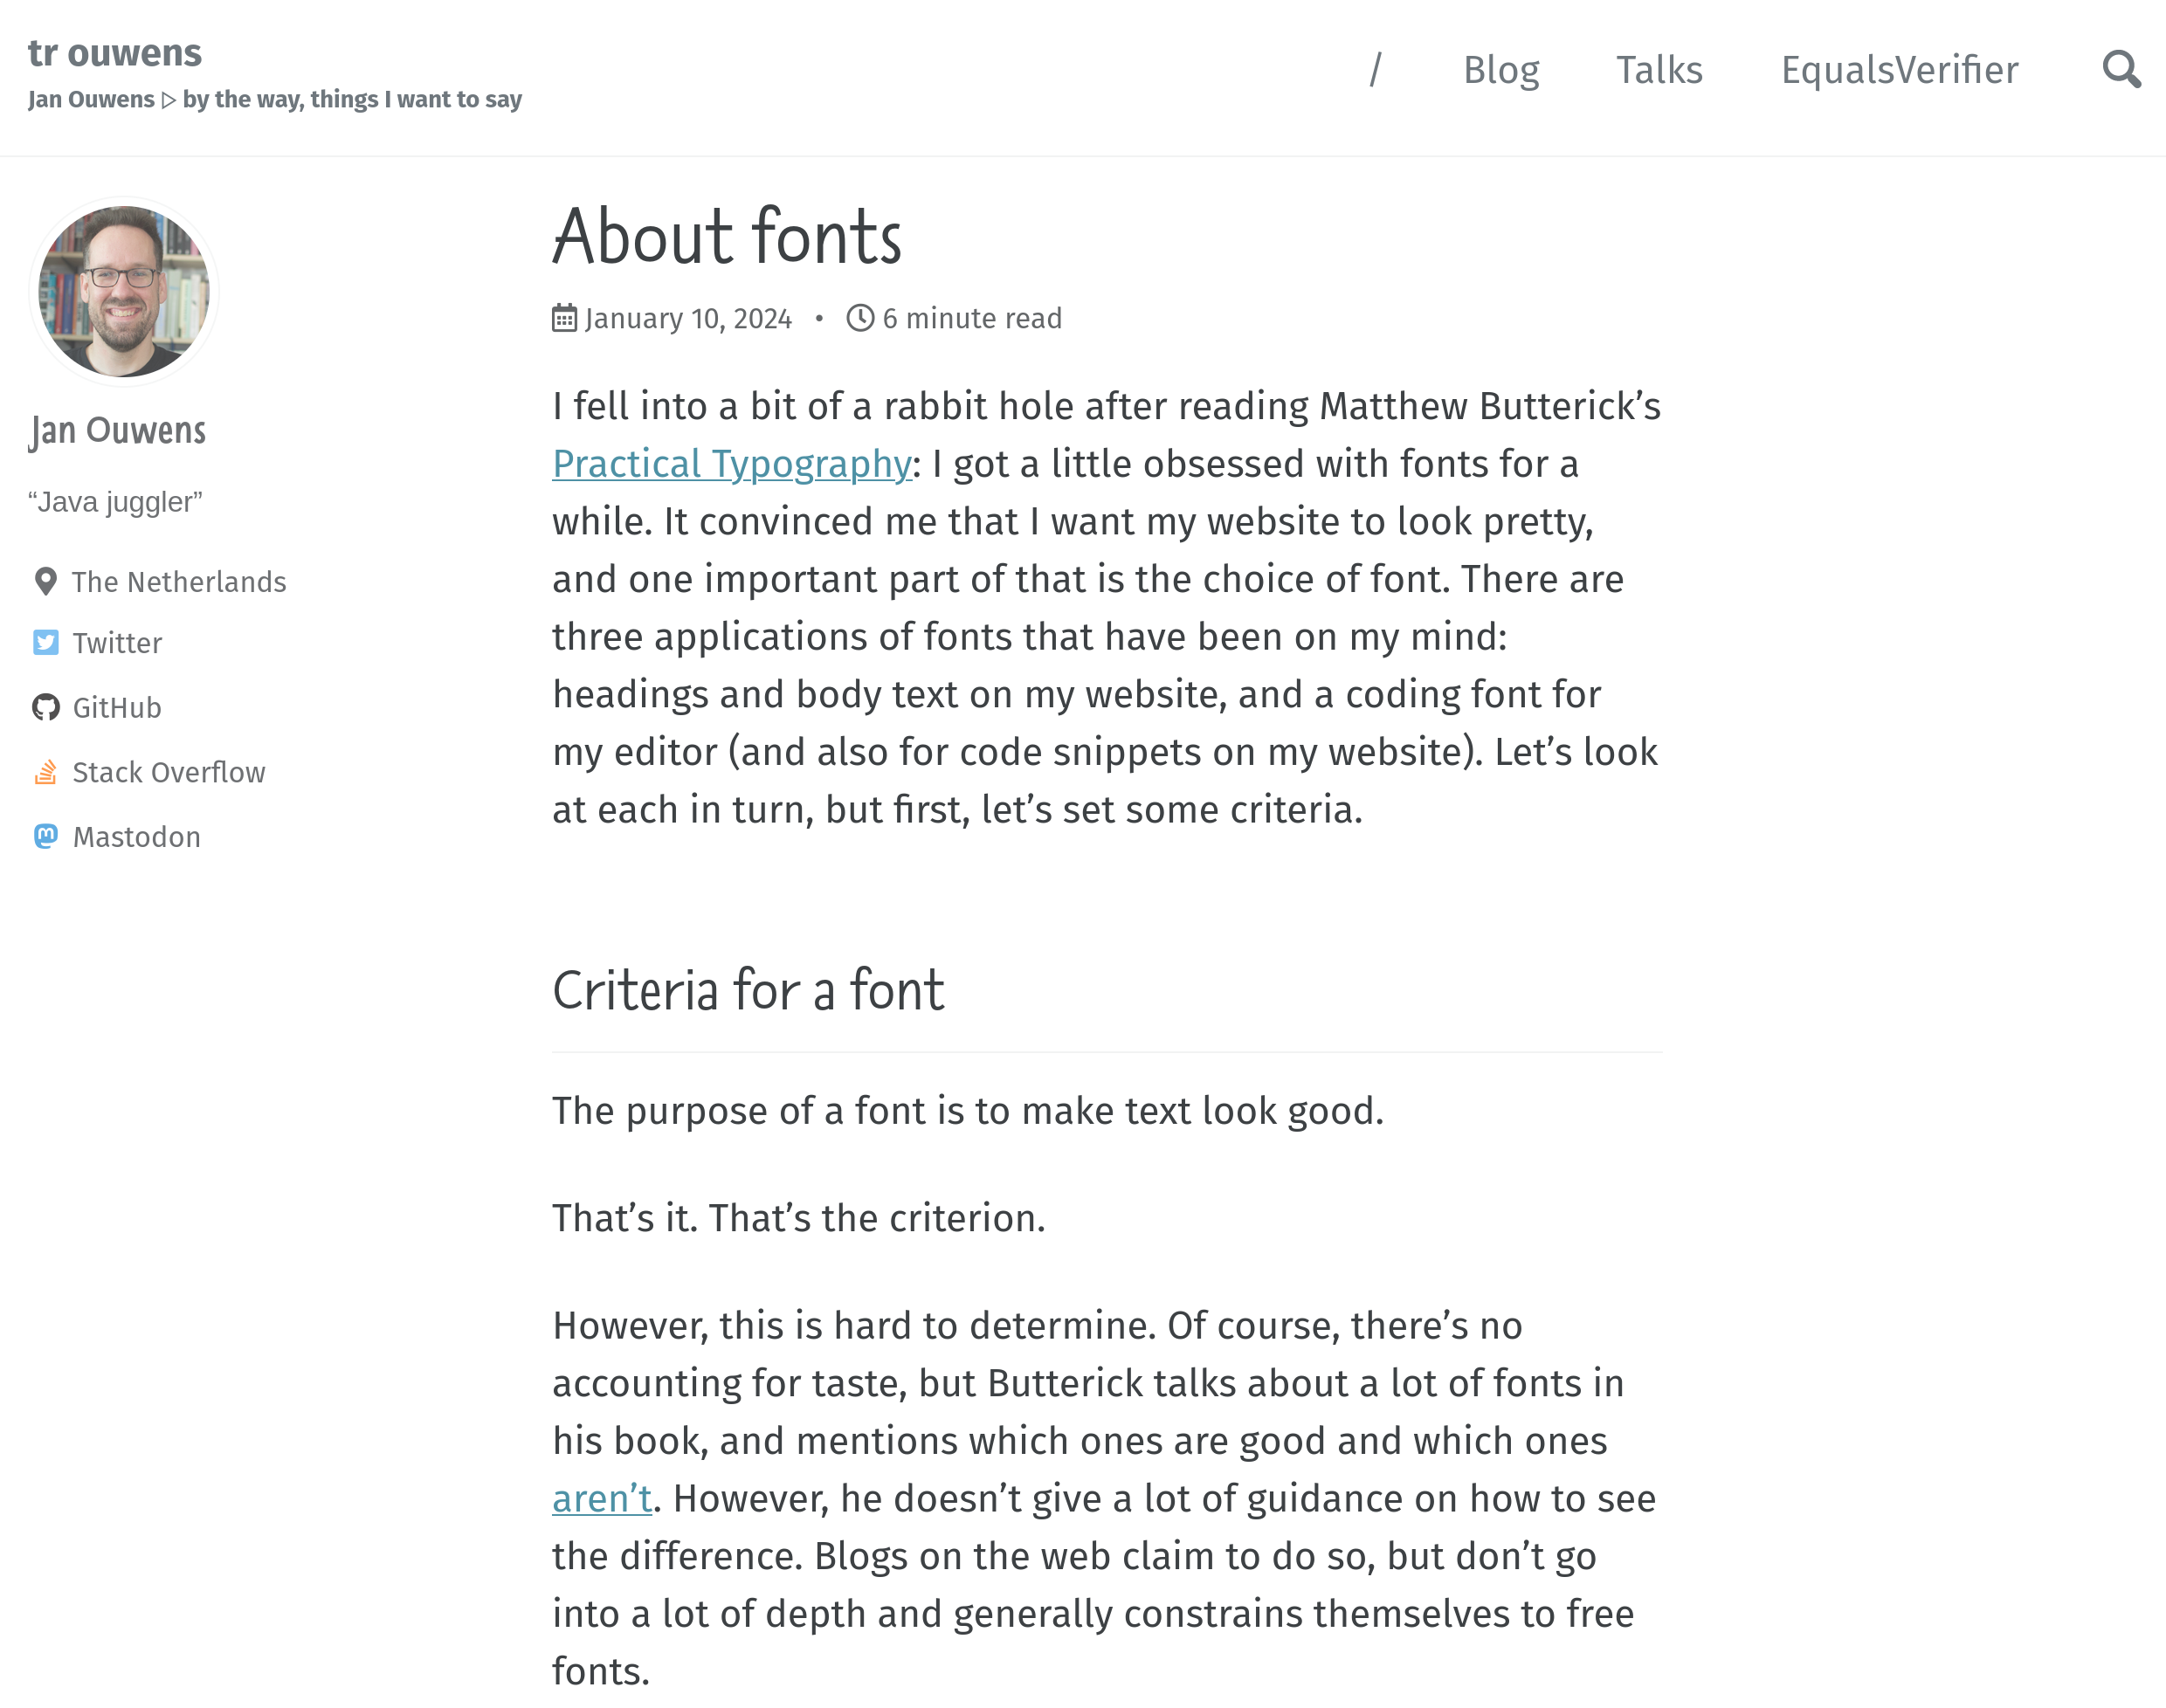 tr ouwens
Jan Ouwens ▷ by the way, things I want to say
/ Blog Talks EqualsVerifier
Jan Ouwens
“Java juggler”
The Netherlands
Twitter
GitHub
Stack Overflow
Mastodon
About fonts
January 10, 2024 • 6 minute read
I fell into a bit of a rabbit hole after reading Matthew Butterick’s
Practical Typography: I got a little obsessed with fonts for a
while. It convinced me that I want my website to look pretty,
and one important part of that is the choice of font. There are
three applications of fonts that have been on my mind:
headings and body text on my website, and a coding font for
my editor (and also for code snippets on my website). Let’s look
at each in turn, but first, let’s set some criteria.
Criteria for a font
The purpose of a font is to make text look good.
That’s it. That’s the criterion.
However, this is hard to determine. Of course, there’s no
accounting for taste, but Butterick talks about a lot of fonts in
his book, and mentions which ones are good and which ones
aren’t. However, he doesn’t give a lot of guidance on how to see
the difference. Blogs on the web claim to do so, but don’t go
into a lot of depth and generally constrains themselves to free
fonts.